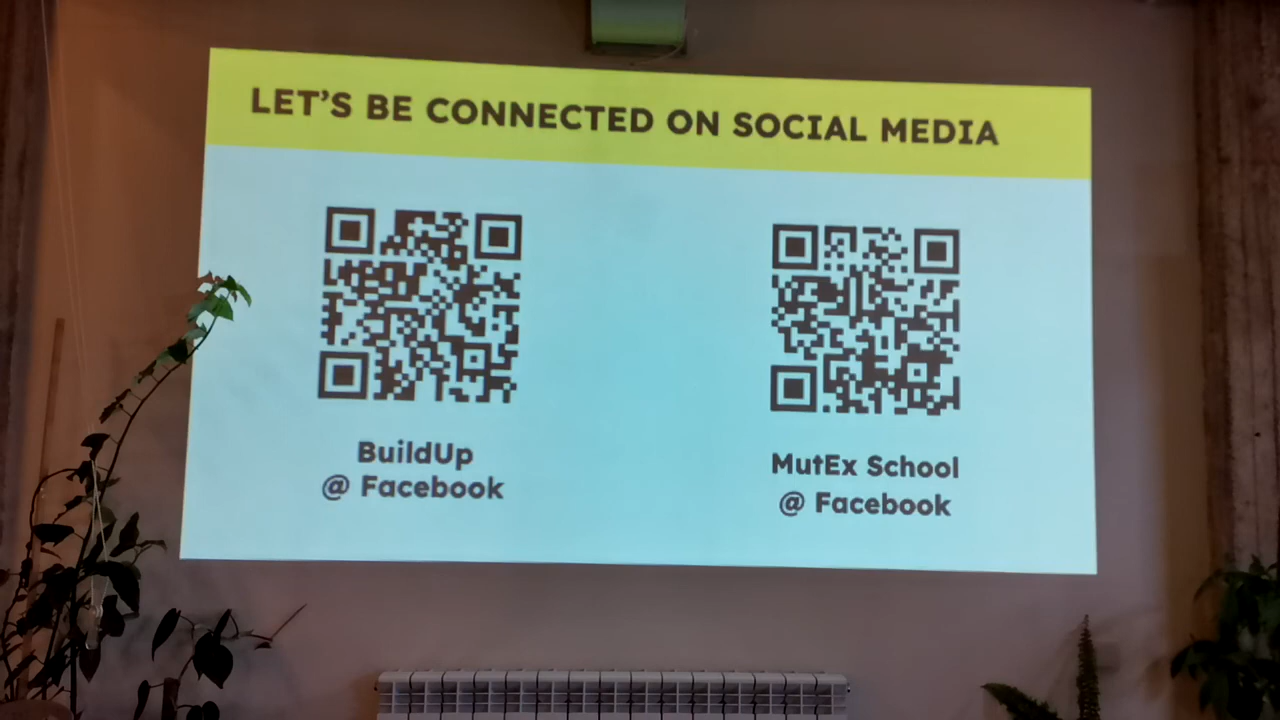 LET'S BE CONNECTED ON SOCIAL MEDIA
BuildUp
@ Facebook
MutEx School
@ Facebook